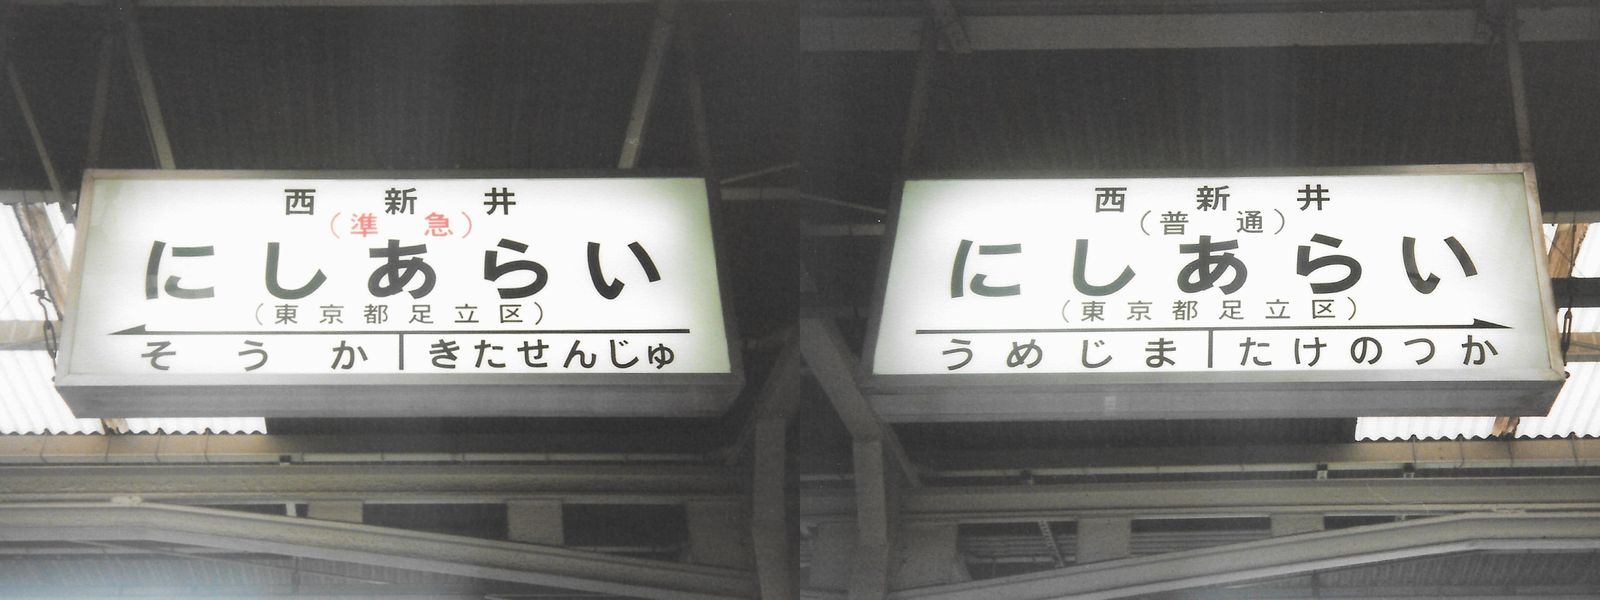 西新井
(準急)
にしあらい
(東京都足立区)
そうか きたせんじゅ
西新井
(普通)
にしあらい
(東京都足立区)
うめじま たけのつか